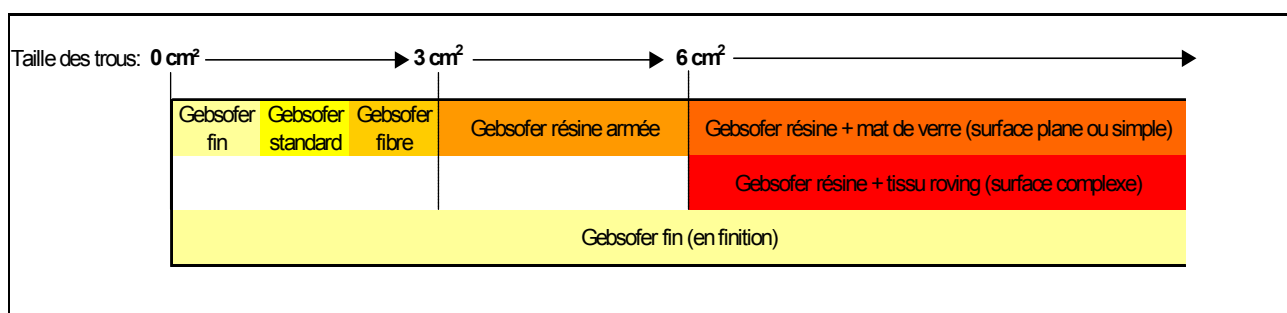 Taille des trous: 0 cm² 3 cm² 6 cm²
Gebsofer fin Gebsofer standard Gebsofer fibre Gebsofer résine armée Gebsofer résine + mat de verre (surface plane ou simple)
Gebsofer résine + tissu roving (surface complexe)
Gebsofer fin (en finition)